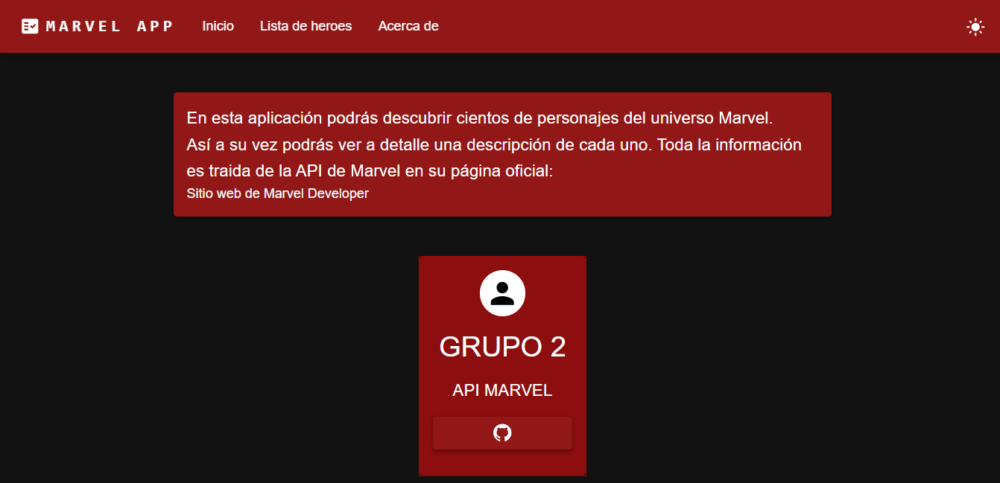 MARVEL APP
Inicio
Lista de heroes
Acerca de
En esta aplicación podrás descubrir cientos de personajes del universo Marvel.
Así a su vez podrás ver a detalle una descripción de cada uno. Toda la información
es traida de la API de Marvel en su página oficial:
Sitio web de Marvel Developer
GRUPO 2
API MARVEL